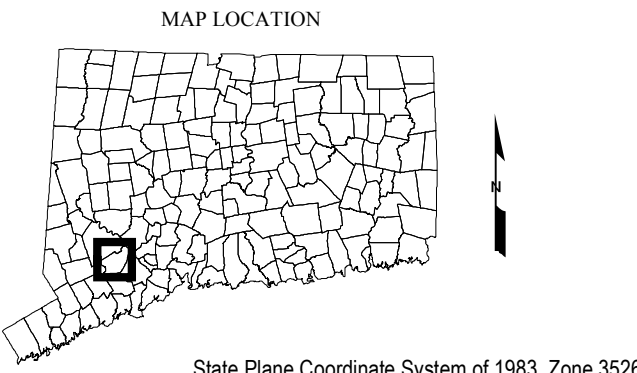 MAP LOCATION
N
State Plane Coordinate System of 1983, Zone 3526